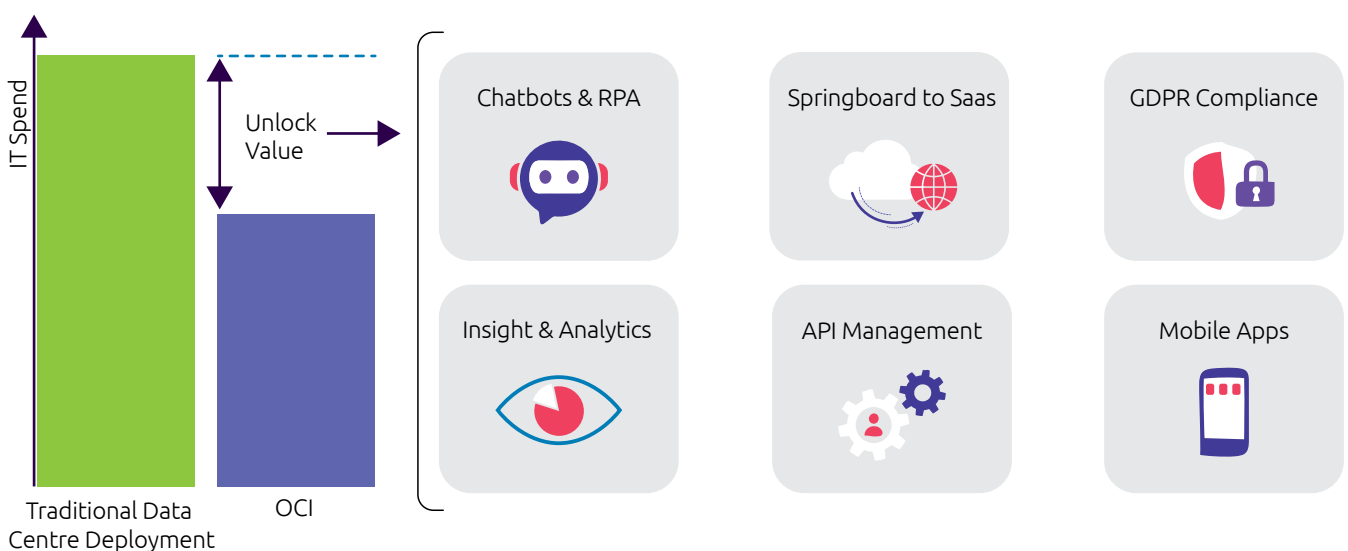 IT Spend
Unlock
Value
Traditional Data
Centre Deployment
OCI
Chatbots & RPA
Springboard to Saas
GDPR Compliance
Insight & Analytics
API Management
Mobile Apps